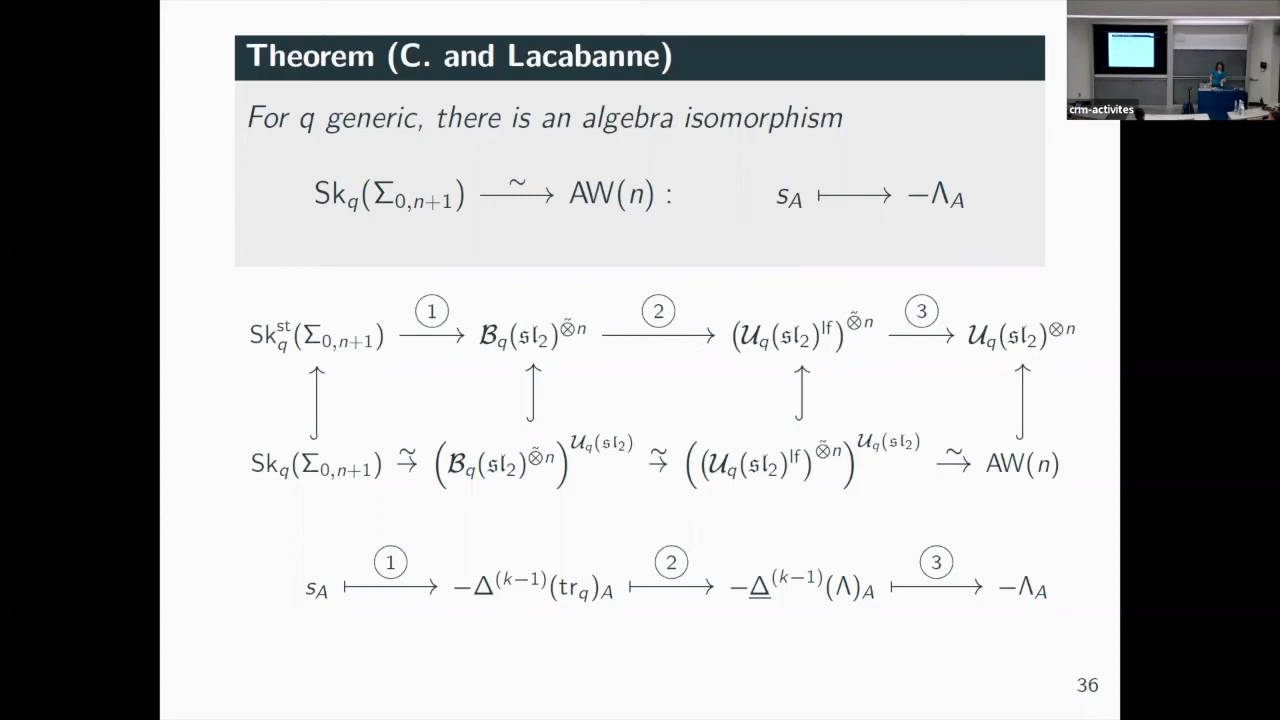 Theorem (C. and Lacabanne)
crm-activites
For q generic, there is an algebra isomorphism
Sk_q(Σ_{0,n+1}) ⟶^∼ AW(n) : s_A ⟼ −Λ_A
① ② ③
Sk_q^{st}(Σ_{0,n+1}) ⟶ 𝓑_q(𝔰𝔩_2)^{⊗̃n} ⟶ (𝓤_q(𝔰𝔩_2)^{lf})^{⊗̃n} ⟶ 𝓤_q(𝔰𝔩_2)^{⊗n}
Sk_q(Σ_{0,n+1}) →^∼ (𝓑_q(𝔰𝔩_2)^{⊗̃n})^{𝓤_q(𝔰𝔩_2)} →^∼ ((𝓤_q(𝔰𝔩_2)^{lf})^{⊗̃n})^{𝓤_q(𝔰𝔩_2)} ⟶^∼ AW(n)
① ② ③
s_A ⟼ −Δ^{(k−1)}(tr_q)_A ⟼ −\underline{Δ}^{(k−1)}(Λ)_A ⟼ −Λ_A
36